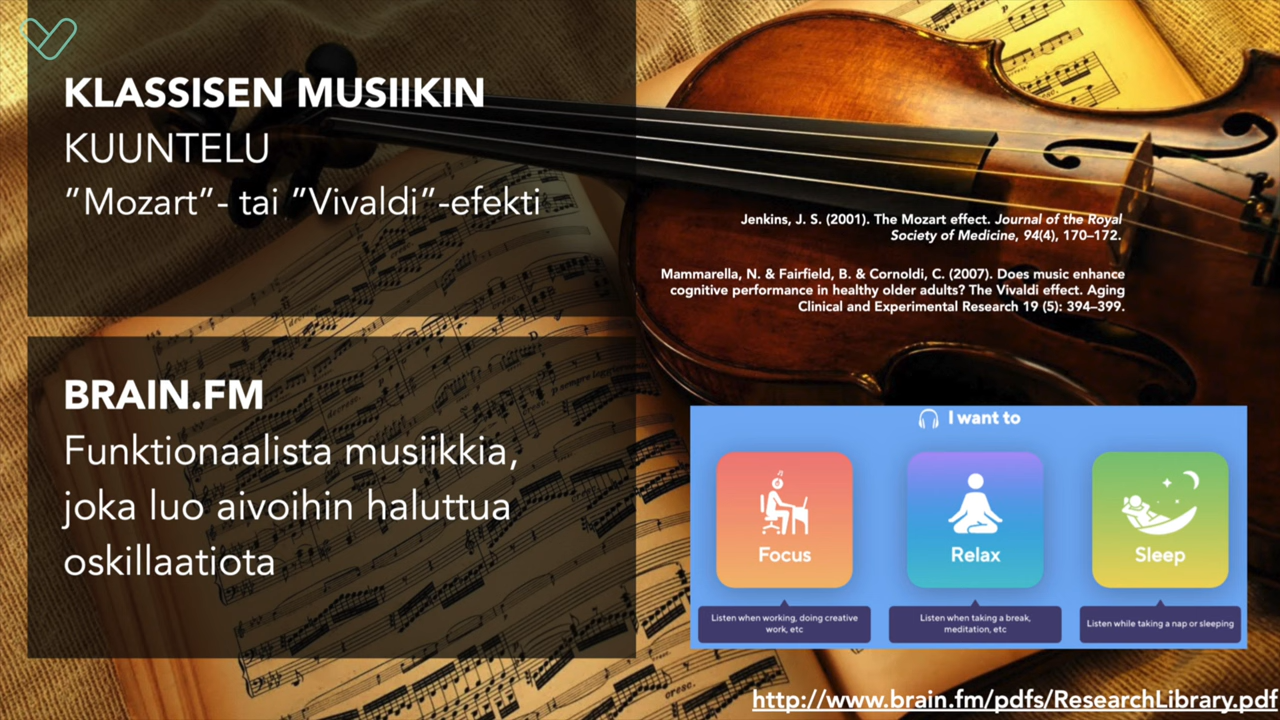 KLASSISEN MUSIIKIN
KUUNTELU
”Mozart”- tai ”Vivaldi”-efekti
Jenkins, J. S. (2001). The Mozart effect. Journal of the Royal
Society of Medicine, 94(4), 170–172.
Mammarella, N. & Fairfield, B. & Cornoldi, C. (2007). Does music enhance
cognitive performance in healthy older adults? The Vivaldi effect. Aging
Clinical and Experimental Research 19 (5): 394–399.
BRAIN.FM
Funktionaalista musiikkia,
joka luo aivoihin haluttua
oskillaatiota
I want to
Focus
Relax
Sleep
Listen when working, doing creative
work, etc
Listen when taking a break,
meditation, etc
Listen while taking a nap or sleeping
http://www.brain.fm/pdfs/ResearchLibrary.pdf
cresc.